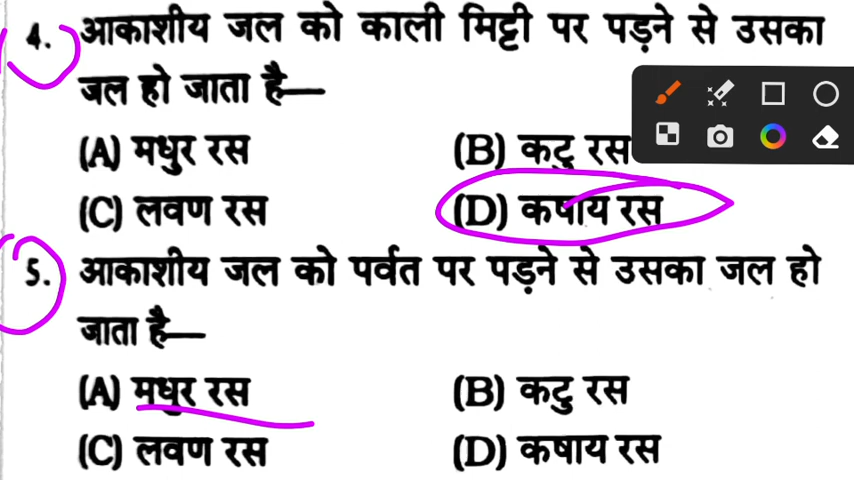 4. आकाशीय जल को काली मिट्टी पर पड़ने से उसका
जल हो जाता है—
(A) मधुर रस (B) कटु रस
(C) लवण रस (D) कषाय रस
5. आकाशीय जल को पर्वत पर पड़ने से उसका जल हो
जाता है—
(A) मधुर रस (B) कटु रस
(C) लवण रस (D) कषाय रस